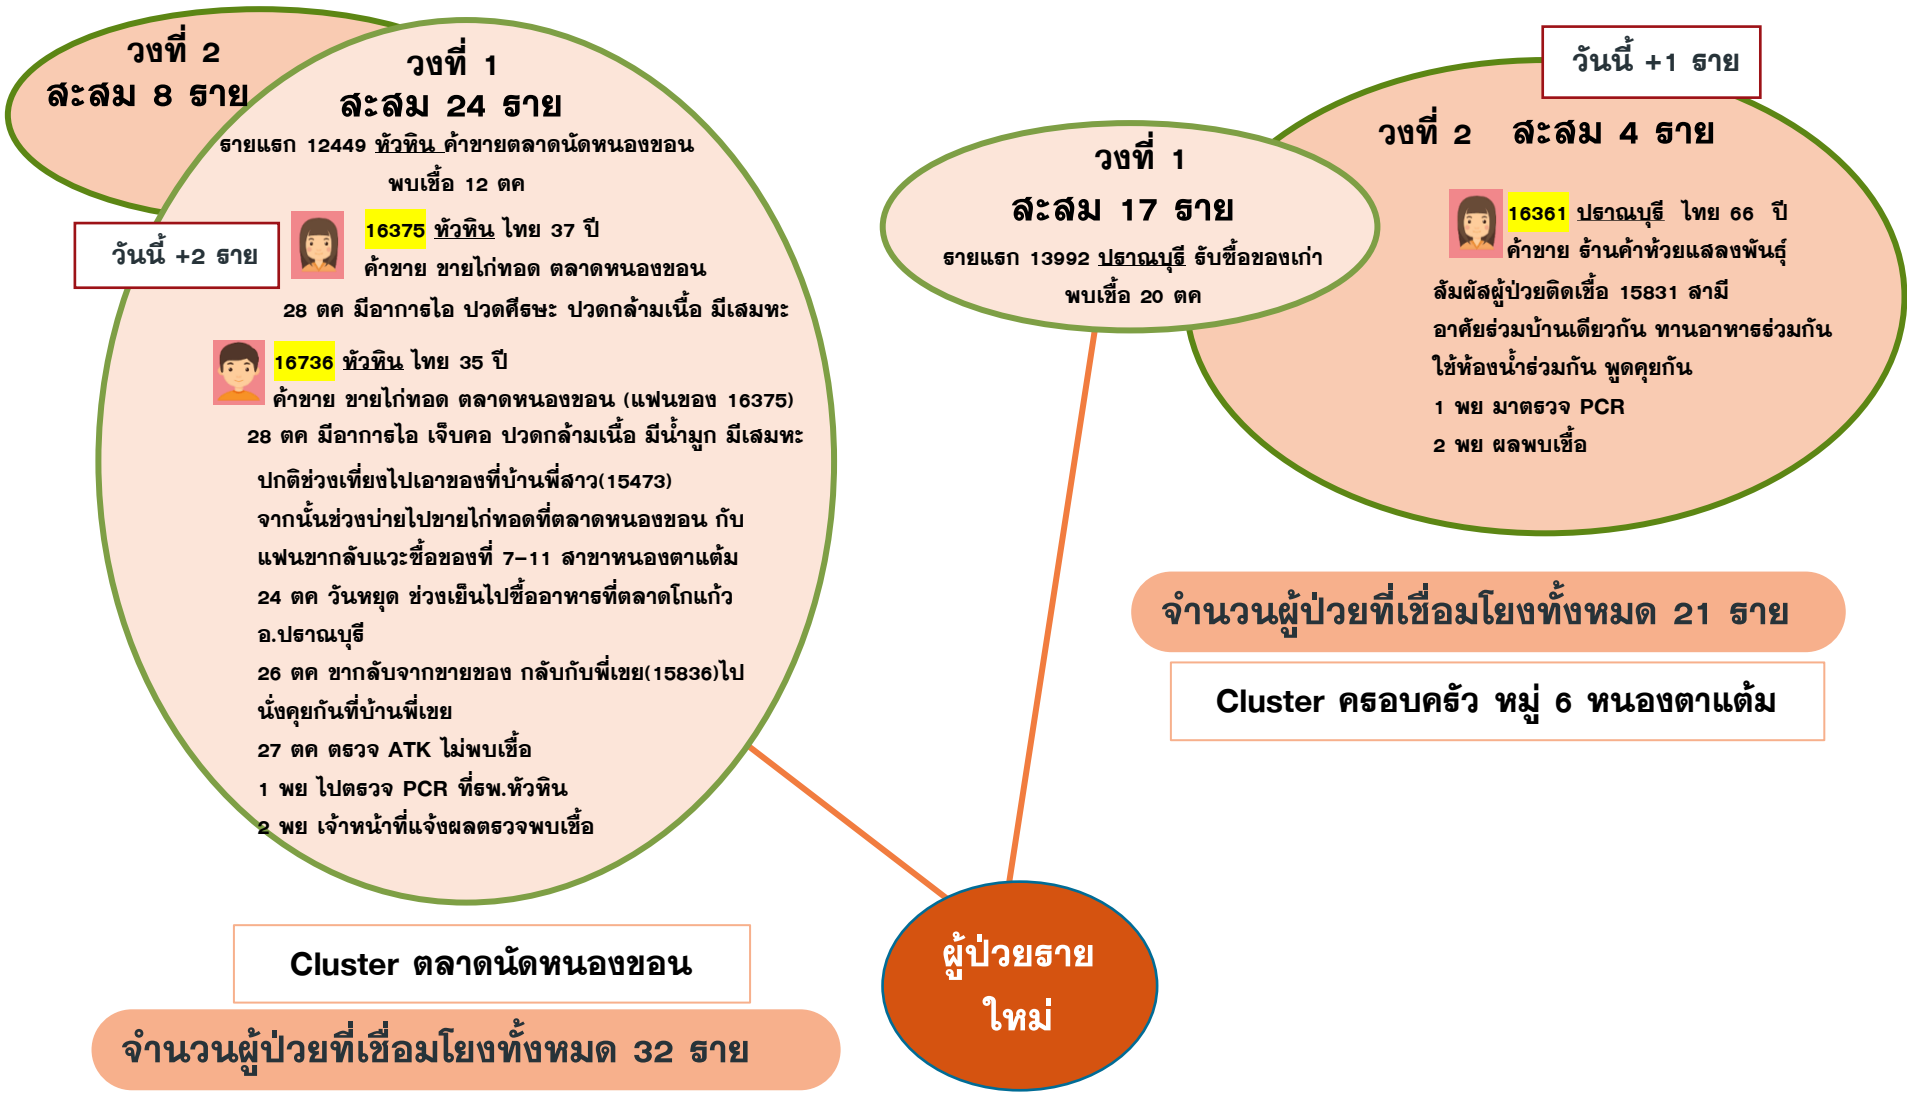 วงที่ 2
สะสม 8 ราย
วงที่ 1
สะสม 24 ราย
รายแรก 12449 หัวหิน ค้าขายตลาดนัดหนองขอน
พบเชื้อ 12 ตค
วันนี้ +2 ราย
16375 หัวหิน ไทย 37 ปี
ค้าขาย ขายไก่ทอด ตลาดหนองขอน
28 ตค มีอาการไอ ปวดศีรษะ ปวดกล้ามเนื้อ มีเสมหะ
16736 หัวหิน ไทย 35 ปี
ค้าขาย ขายไก่ทอด ตลาดหนองขอน (แฟนของ 16375)
28 ตค มีอาการไอ เจ็บคอ ปวดกล้ามเนื้อ มีน้ำมูก มีเสมหะ
ปกติช่วงเที่ยงไปเอาของที่บ้านพี่สาว(15473)
จากนั้นช่วงบ่ายไปขายไก่ทอดที่ตลาดหนองขอน กับ
แฟนขากลับแวะซื้อของที่ 7-11 สาขาหนองตาแต้ม
24 ตค วันหยุด ช่วงเย็นไปซื้ออาหารที่ตลาดโกแก้ว
อ.ปราณบุรี
26 ตค ขากลับจากขายของ กลับกับพี่เขย(15836)ไป
นั่งคุยกันที่บ้านพี่เขย
27 ตค ตรวจ ATK ไม่พบเชื้อ
1 พย ไปตรวจ PCR ที่รพ.หัวหิน
2 พย เจ้าหน้าที่แจ้งผลตรวจพบเชื้อ
Cluster ตลาดนัดหนองขอน
จำนวนผู้ป่วยที่เชื่อมโยงทั้งหมด 32 ราย
วงที่ 1
สะสม 17 ราย
รายแรก 13992 ปราณบุรี รับซื้อของเก่า
พบเชื้อ 20 ตค
วันนี้ +1 ราย
วงที่ 2 สะสม 4 ราย
16361 ปราณบุรี ไทย 66 ปี
ค้าขาย ร้านค้าห้วยแสลงพันธุ์
สัมผัสผู้ป่วยติดเชื้อ 15831 สามี
อาศัยร่วมบ้านเดียวกัน ทานอาหารร่วมกัน
ใช้ห้องน้ำร่วมกัน พูดคุยกัน
1 พย มาตรวจ PCR
2 พย ผลพบเชื้อ
จำนวนผู้ป่วยที่เชื่อมโยงทั้งหมด 21 ราย
Cluster ครอบครัว หมู่ 6 หนองตาแต้ม
ผู้ป่วยราย
ใหม่